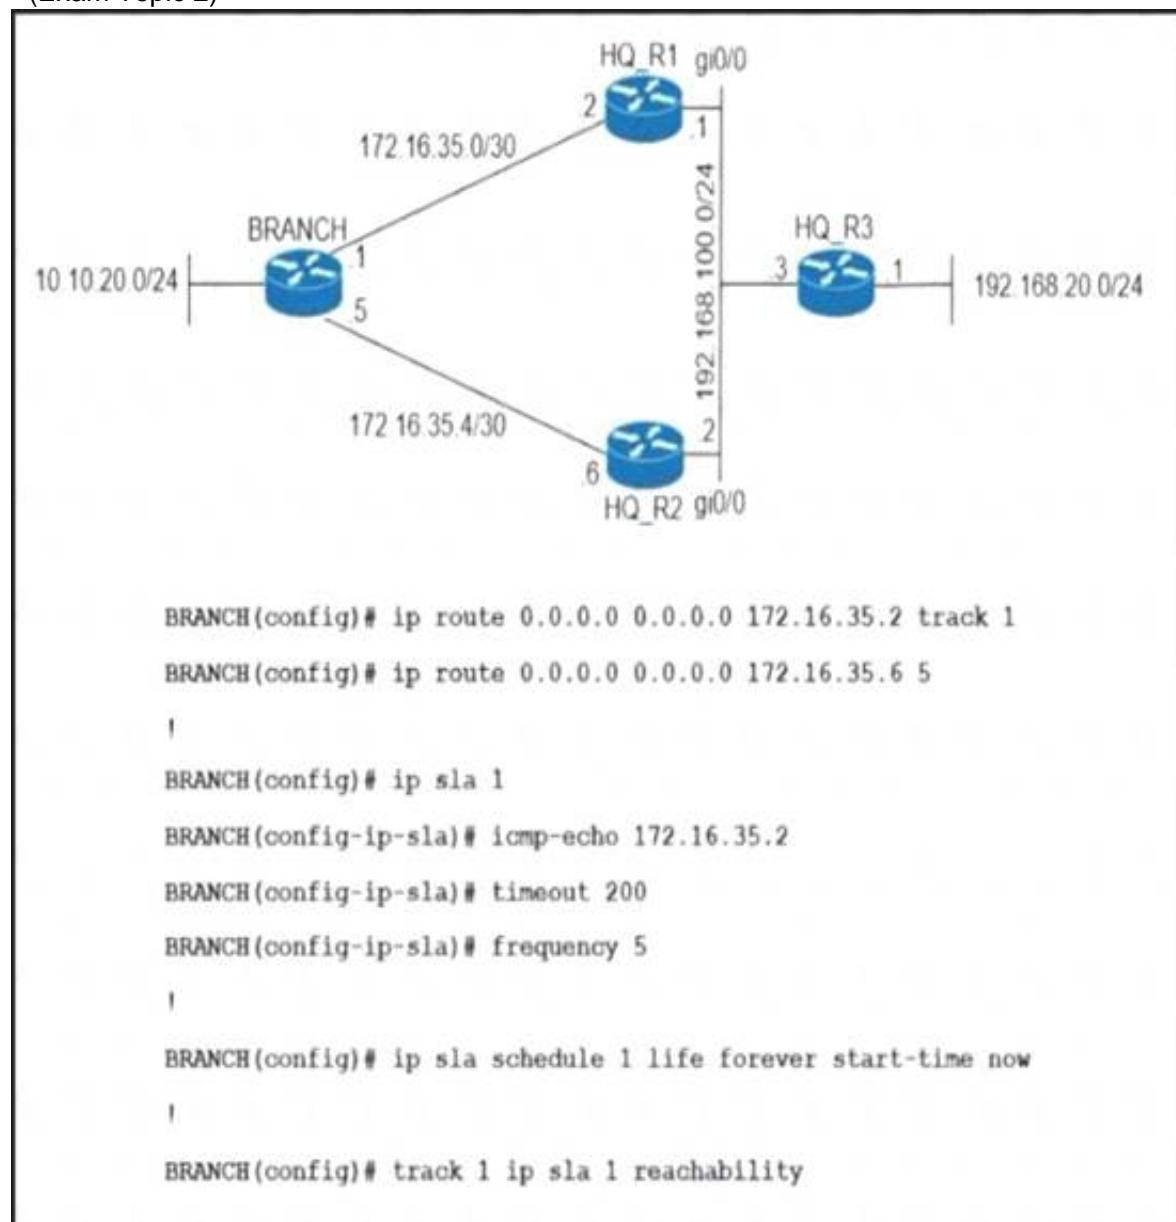 (Exam Topic 2)
HQ_R1 gi0/0
.2
.1
172.16.35.0/30
BRANCH
.1
10 10 20 0/24
.5
192 168 100 0/24
HQ_R3
.3
.1
192.168 20 0/24
172 16 35.4/30
.2
.6
HQ_R2 gi0/0
BRANCH(config)# ip route 0.0.0.0 0.0.0.0 172.16.35.2 track 1
BRANCH(config)# ip route 0.0.0.0 0.0.0.0 172.16.35.6 5
!
BRANCH(config)# ip sla 1
BRANCH(config-ip-sla)# icmp-echo 172.16.35.2
BRANCH(config-ip-sla)# timeout 200
BRANCH(config-ip-sla)# frequency 5
!
BRANCH(config)# ip sla schedule 1 life forever start-time now
!
BRANCH(config)# track 1 ip sla 1 reachability